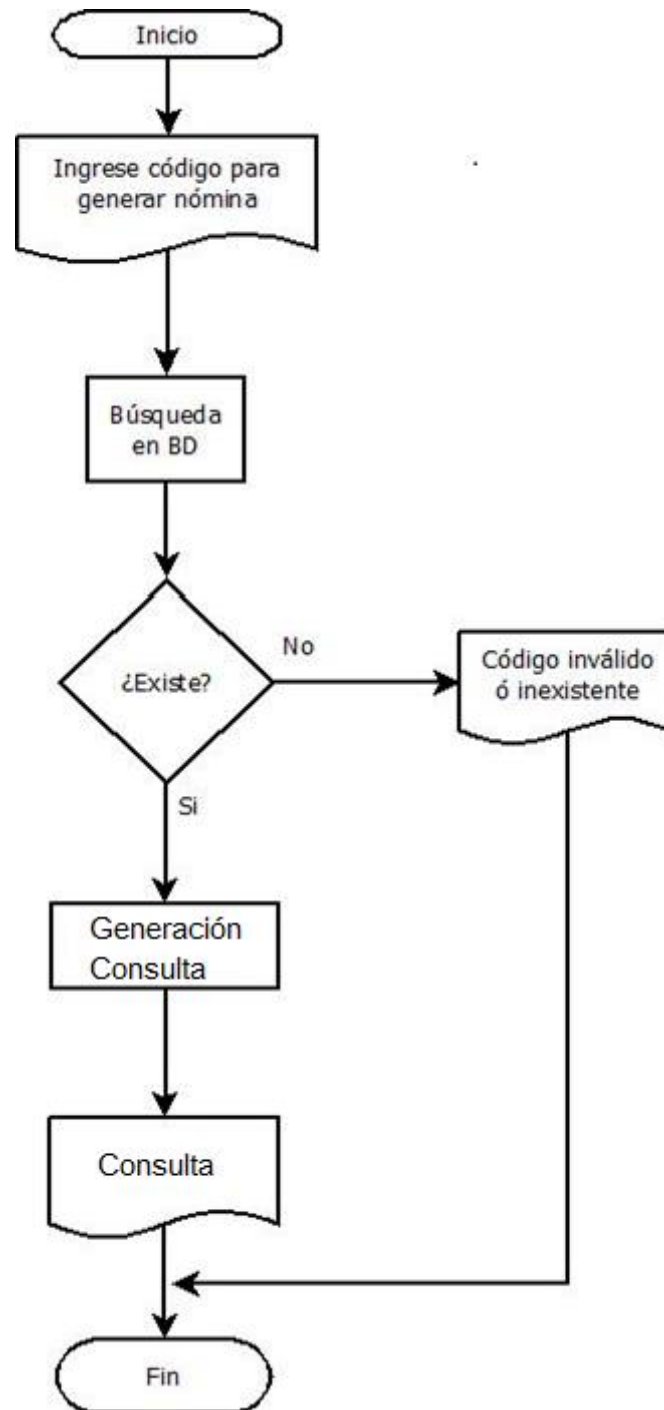 Inicio
Ingrese código para
generar nómina
Búsqueda
en BD
¿Existe?
No
Código inválido
ó inexistente
Si
Generación
Consulta
Consulta
Fin